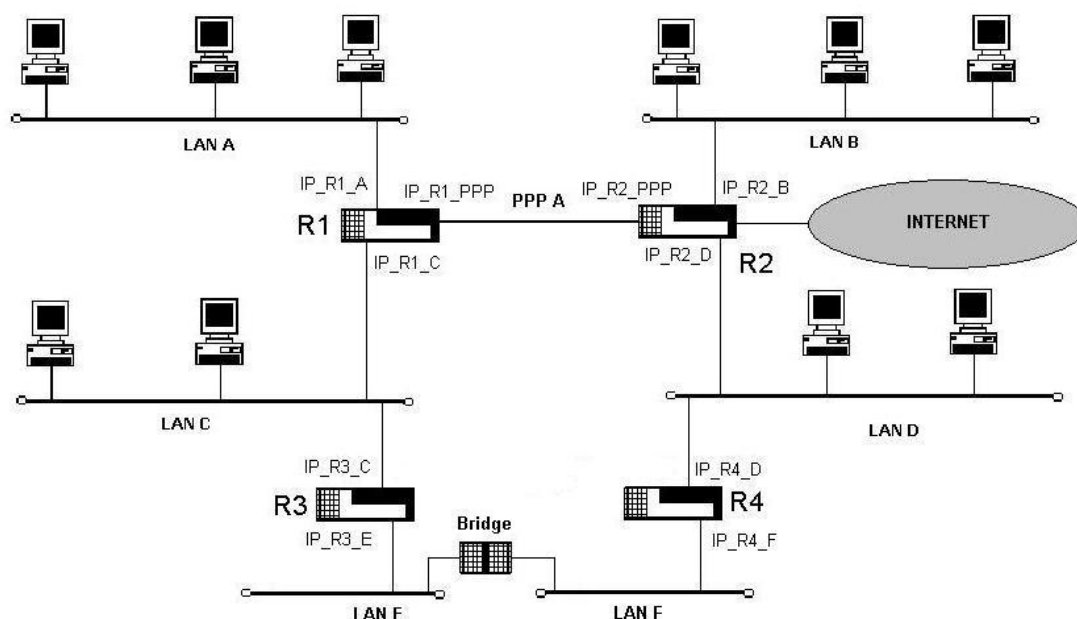 LAN A
LAN B
IP_R1_A
IP_R1_PPP
PPP A
IP_R2_PPP
IP_R2_B
R1
INTERNET
IP_R1_C
IP_R2_D
R2
LAN C
LAN D
IP_R3_C
IP_R4_D
R3
R4
IP_R3_E
Bridge
IP_R4_F
LAN E
LAN F